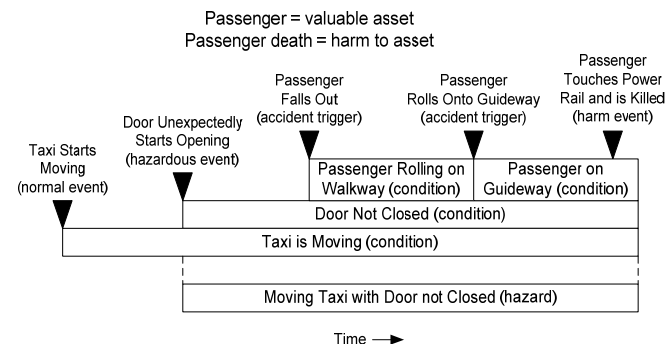 Passenger = valuable asset
Passenger death = harm to asset
Taxi Starts
Moving
(normal event)
Door Unexpectedly
Starts Opening
(hazardous event)
Passenger
Falls Out
(accident trigger)
Passenger
Rolls Onto Guideway
(accident trigger)
Passenger
Touches Power
Rail and is Killed
(harm event)
Passenger Rolling on
Walkway (condition)
Passenger on
Guideway (condition)
Door Not Closed (condition)
Taxi is Moving (condition)
Moving Taxi with Door not Closed (hazard)
Time